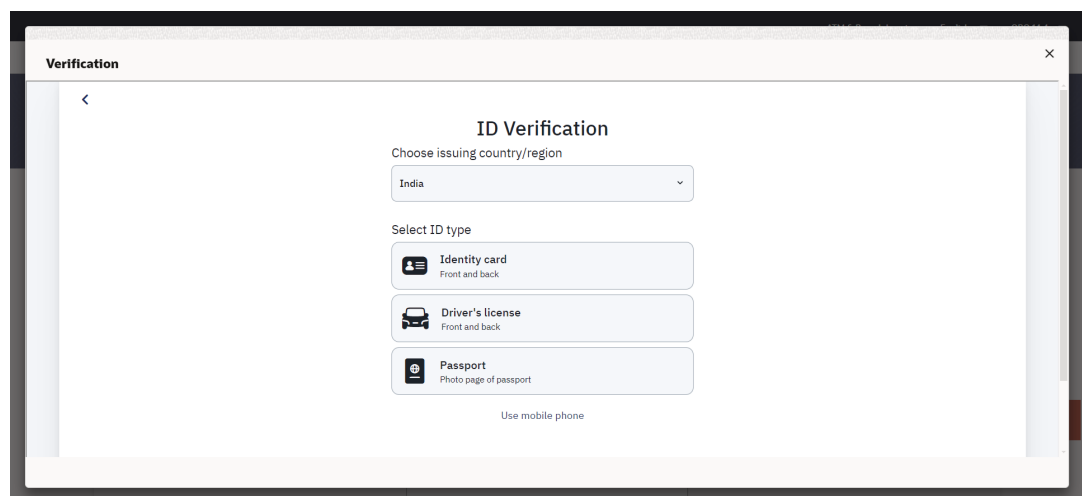 Verification
ID Verification
Choose issuing country/region
India
Select ID type
Identity card
Front and back
Driver's license
Front and back
Passport
Photo page of passport
Use mobile phone